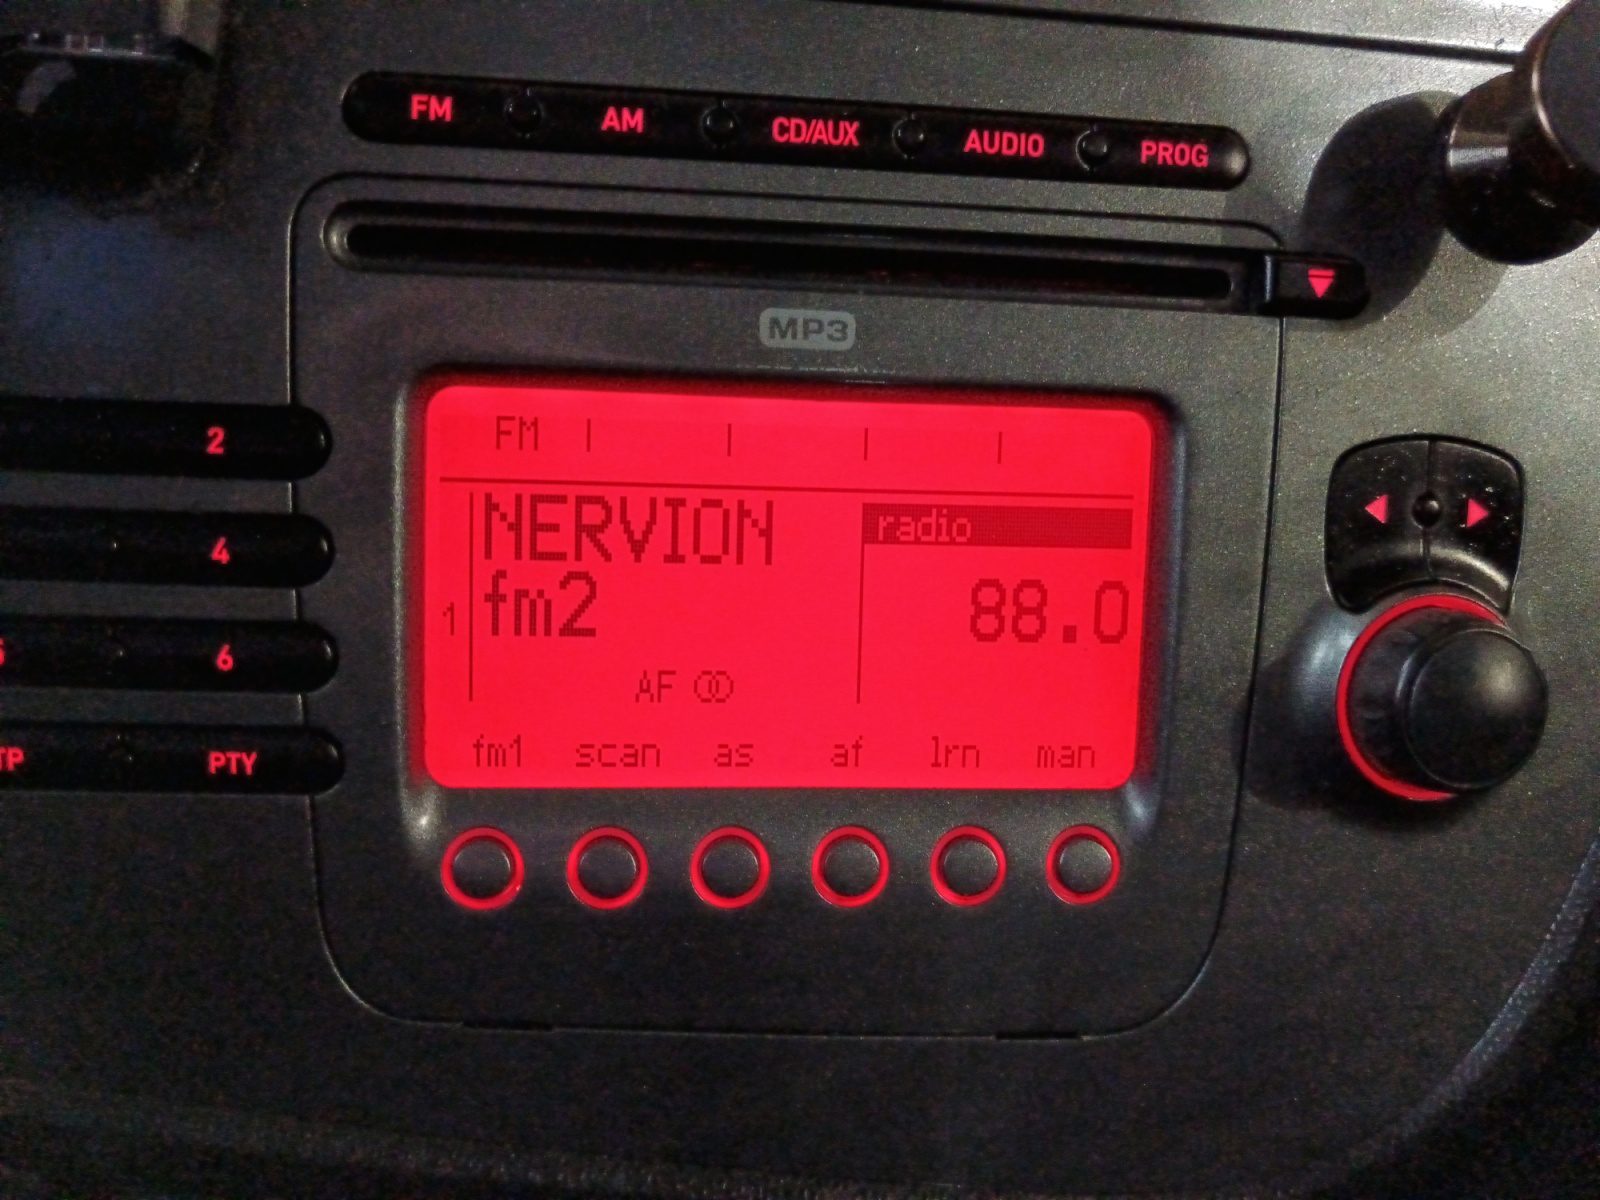 FM AM CD/AUX AUDIO PROG
MP3
2
4
6
PTY
FM
NERVION
radio
fm2
88.0
1
AF
fm1 scan as af lrn man